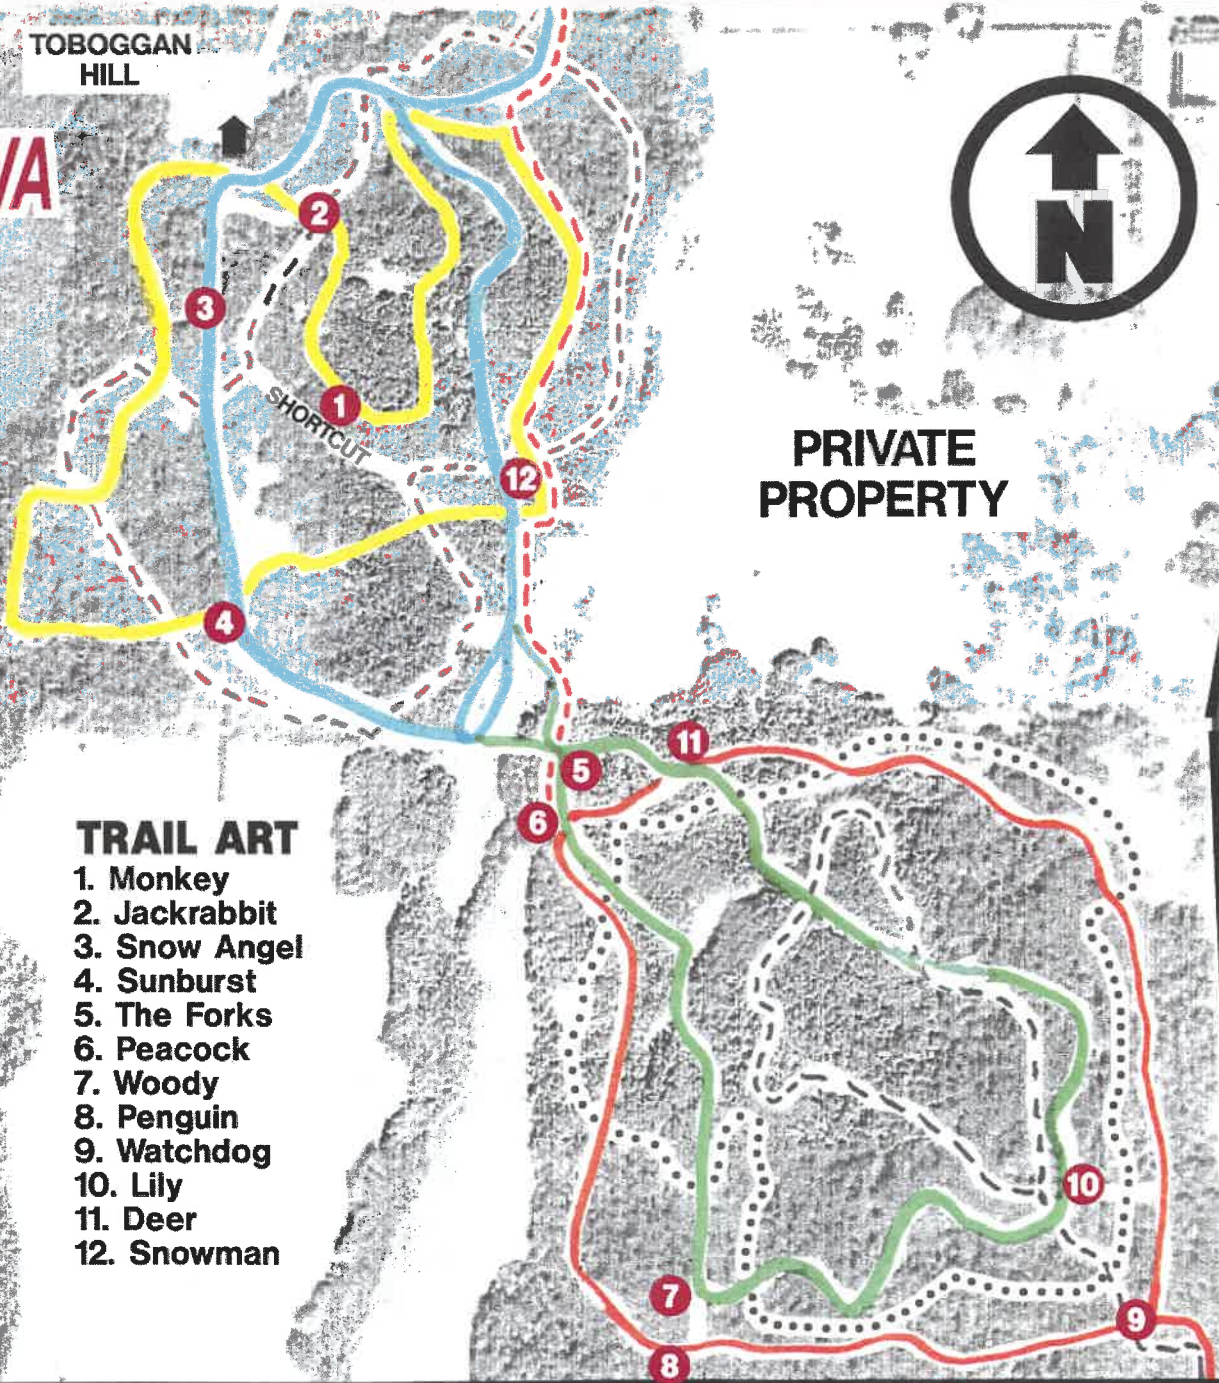 TOBOGGAN
HILL
/A
N
2
3
1
SHORTCUT
12
PRIVATE
PROPERTY
4
11
5
6
TRAIL ART
1. Monkey
2. Jackrabbit
3. Snow Angel
4. Sunburst
5. The Forks
6. Peacock
7. Woody
8. Penguin
9. Watchdog
10. Lily
11. Deer
12. Snowman
10
7
9
8